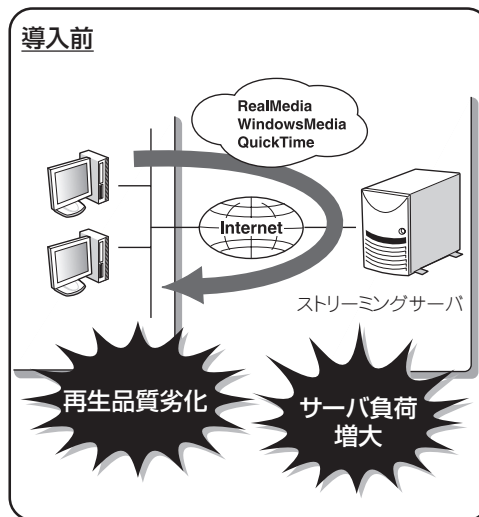 導入前
RealMedia
WindowsMedia
QuickTime
Internet
ストリーミングサーバ
再生品質劣化
サーバ負荷
増大